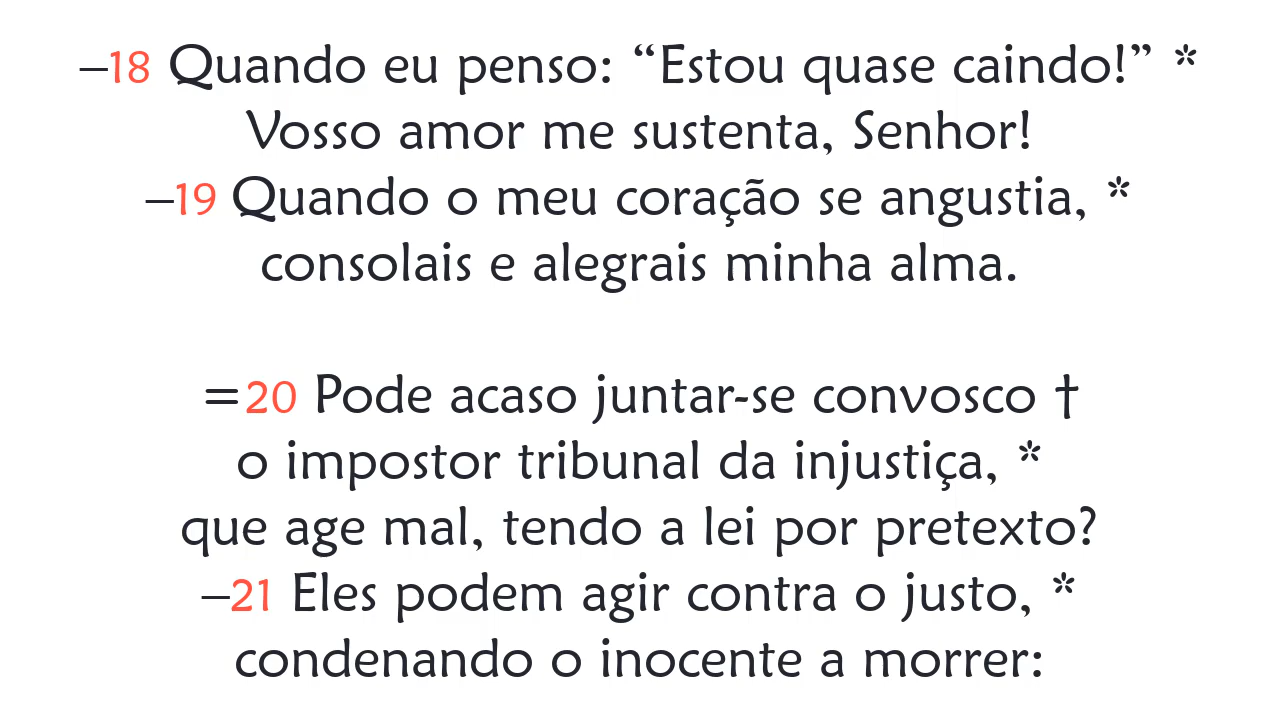 –18 Quando eu penso: “Estou quase caindo!” *
Vosso amor me sustenta, Senhor!
–19 Quando o meu coração se angustia, *
consolais e alegrais minha alma.
=20 Pode acaso juntar-se convosco †
o impostor tribunal da injustiça, *
que age mal, tendo a lei por pretexto?
–21 Eles podem agir contra o justo, *
condenando o inocente a morrer: